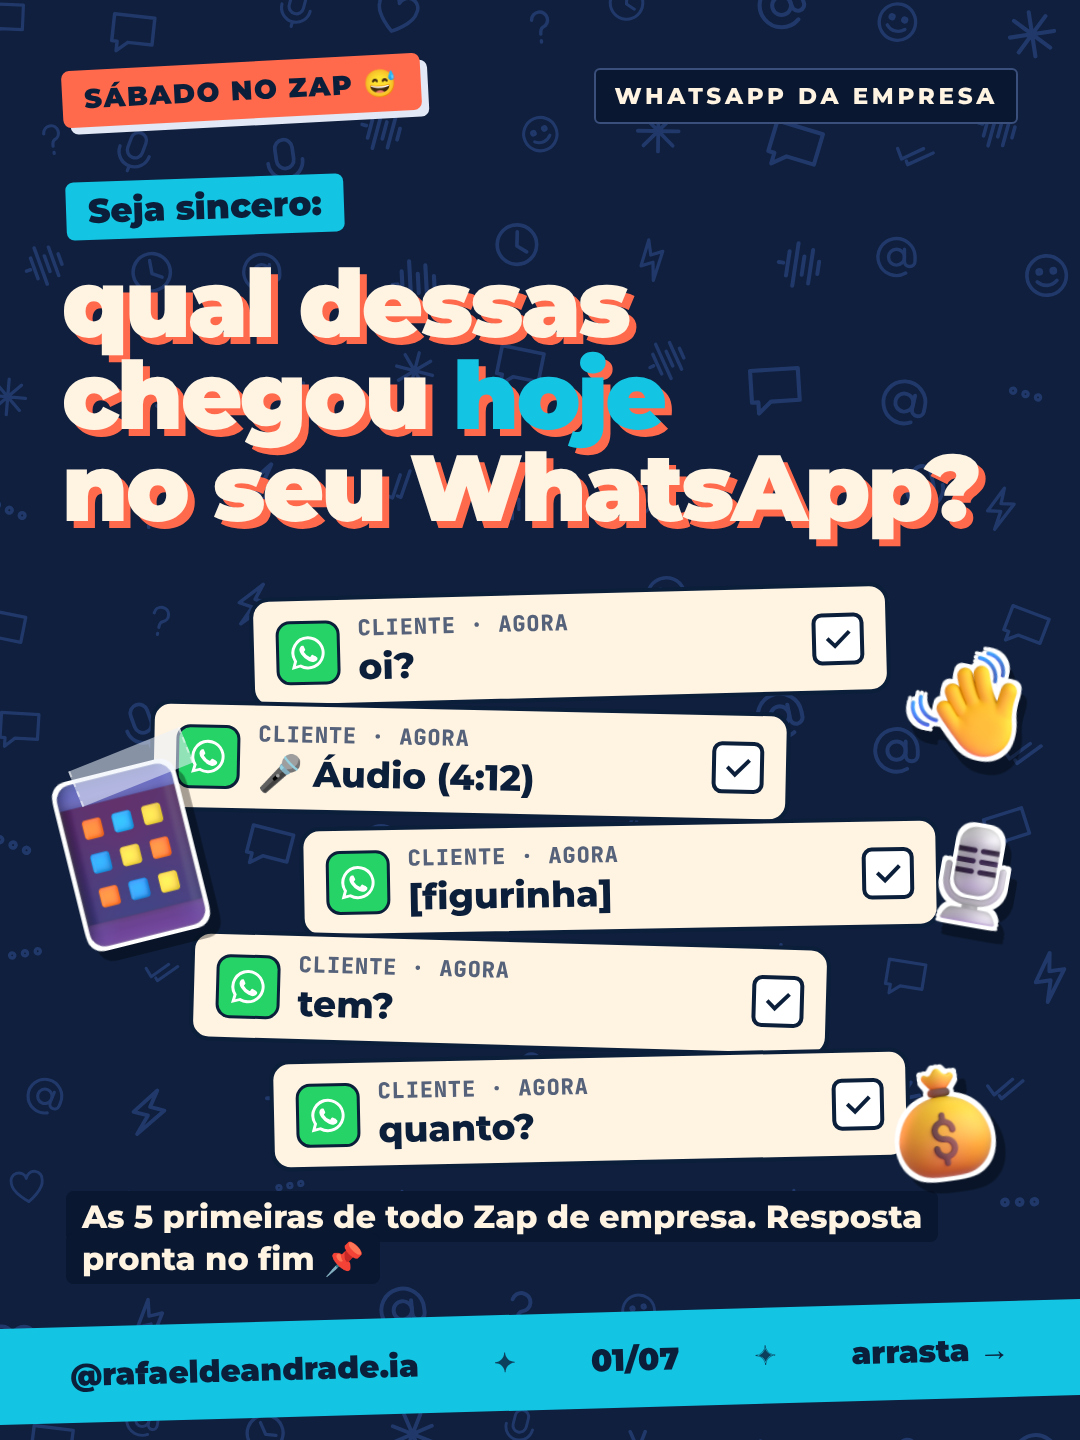 SÁBADO NO ZAP 😅
WHATSAPP DA EMPRESA
Seja sincero:
qual dessas
chegou hoje
no seu WhatsApp?
CLIENTE · AGORA
oi?
CLIENTE · AGORA
🎤 Áudio (4:12)
CLIENTE · AGORA
[figurinha]
CLIENTE · AGORA
tem?
CLIENTE · AGORA
quanto?
As 5 primeiras de todo Zap de empresa. Resposta
pronta no fim 📌
@rafaeldeandrade.ia ✦ 01/07 ✦ arrasta →